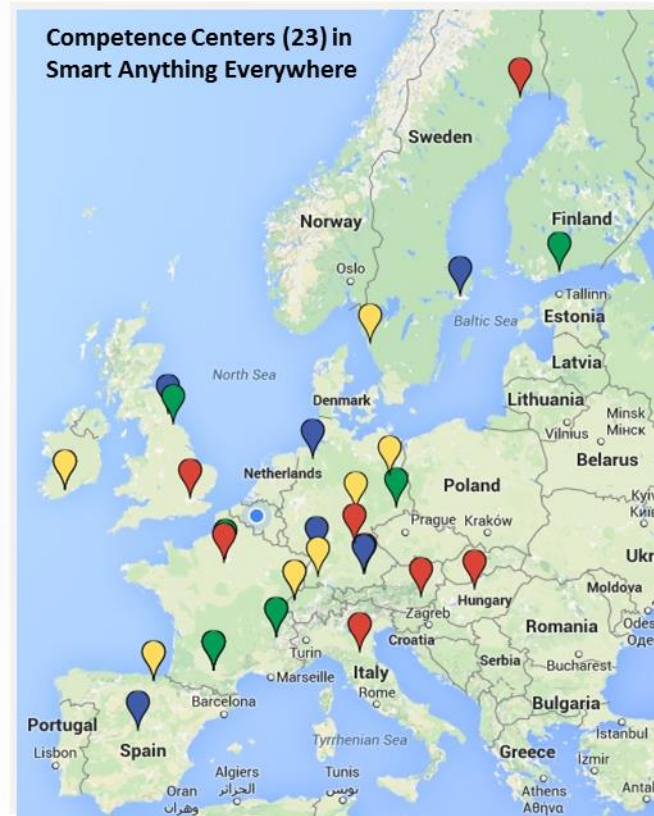 Competence Centers (23) in
Smart Anything Everywhere
Sweden
Norway
Finland
Oslo
Tallinn
Baltic Sea
Estonia
Latvia
North Sea
Denmark
Lithuania
Minsk
Vilnius
Мінск
Belarus
Netherlands
Poland
Prague
Kraków
Ukr
Hungary
Moldova
Zagreb
Romania
Croatia
Turin
Serbia
Bucharest
Marseille
Italy
Barcelona
Rome
Bulgaria
Portugal
Istanbul
Lisbon
Spain
Tyrrhenian Sea
Greece
Izmir
Algiers
Tunis
Oran
الجزائر
تونس
Athens
وهران
Αθήνα
Antal